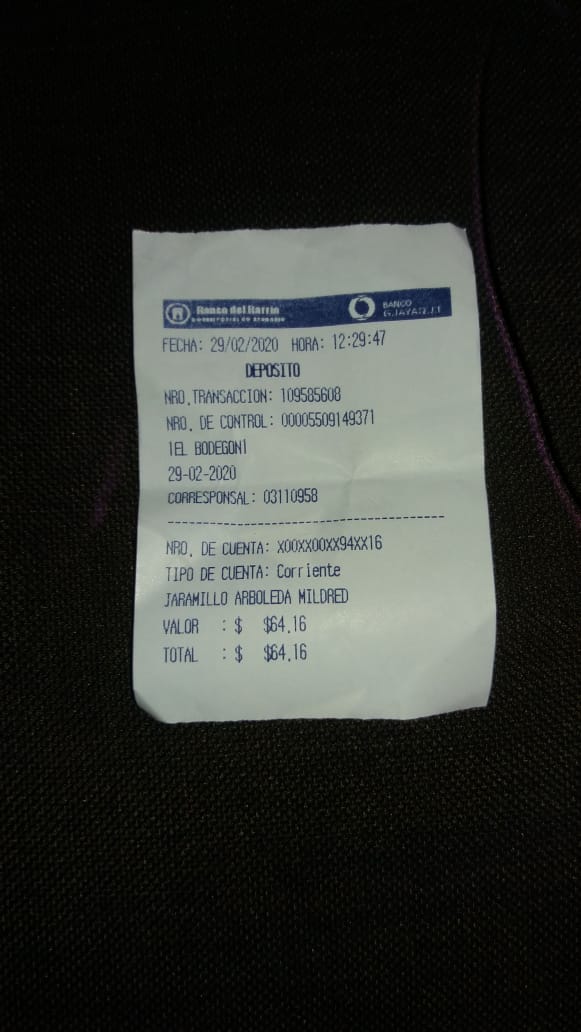 Banco del Barrio
BANCO
GUAYAQUIL
FECHA: 29/02/2020 HORA: 12:29:47
DEPOSITO
NRO.TRANSACCION: 109585608
NRO. DE CONTROL: 00005509149371
1EL BODEGON1
29-02-2020
CORRESPONSAL: 03110958
NRO. DE CUENTA: X00XX00XX94XX16
TIPO DE CUENTA: Corriente
JARAMILLO ARBOLEDA MILDRED
VALOR : $ $64.16
TOTAL : $ $64.16